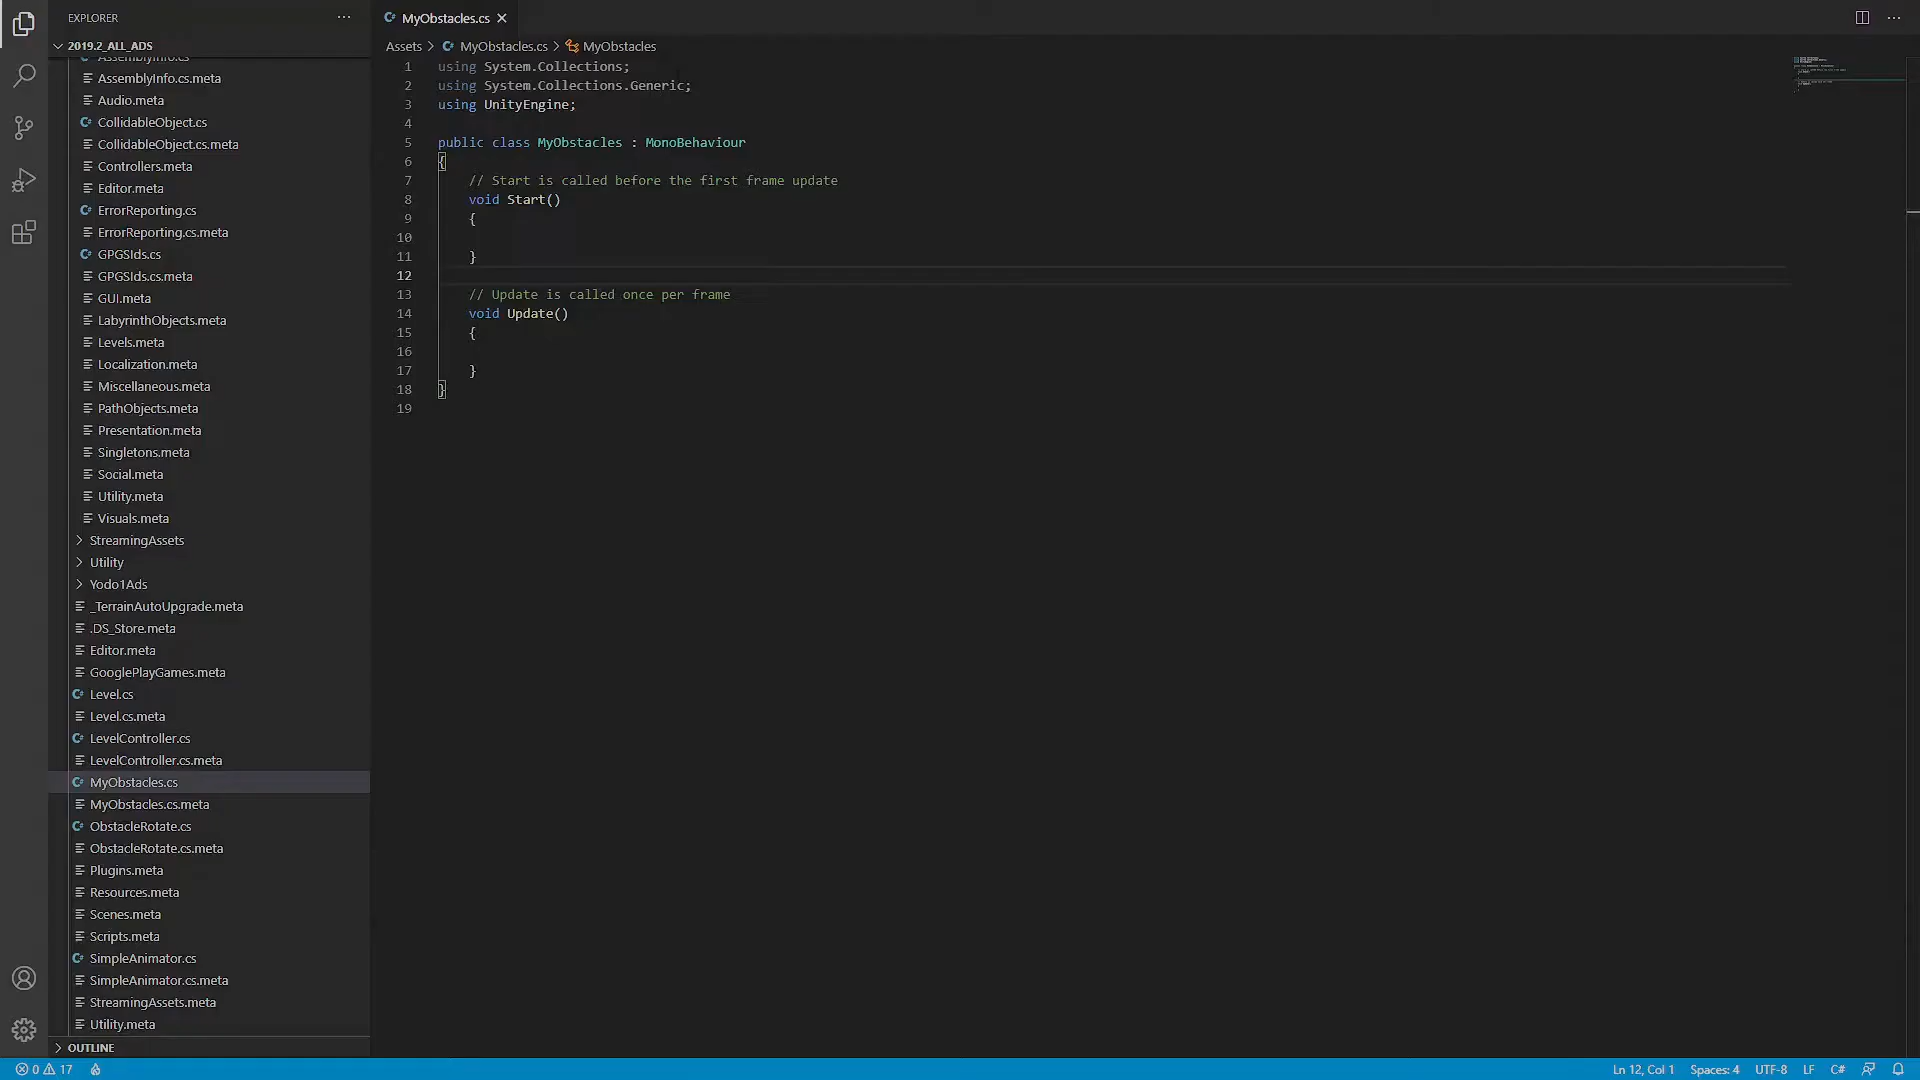 EXPLORER
2019.2_ALL_ADS
AssemblyInfo.cs
AssemblyInfo.cs.meta
Audio.meta
CollidableObject.cs
CollidableObject.cs.meta
Controllers.meta
Editor.meta
ErrorReporting.cs
ErrorReporting.cs.meta
GPGSIds.cs
GPGSIds.cs.meta
GUI.meta
LabyrinthObjects.meta
Levels.meta
Localization.meta
Miscellaneous.meta
PathObjects.meta
Presentation.meta
Singletons.meta
Social.meta
Utility.meta
Visuals.meta
StreamingAssets
Utility
Yodo1Ads
_TerrainAutoUpgrade.meta
.DS_Store.meta
Editor.meta
GooglePlayGames.meta
Level.cs
Level.cs.meta
LevelController.cs
LevelController.cs.meta
MyObstacles.cs
MyObstacles.cs.meta
ObstacleRotate.cs
ObstacleRotate.cs.meta
Plugins.meta
Resources.meta
Scenes.meta
Scripts.meta
SimpleAnimator.cs
SimpleAnimator.cs.meta
StreamingAssets.meta
Utility.meta
OUTLINE
MyObstacles.cs
Assets > MyObstacles.cs > MyObstacles
1 using System.Collections;
2 using System.Collections.Generic;
3 using UnityEngine;
4
5 public class MyObstacles : MonoBehaviour
6 {
7 // Start is called before the first frame update
8 void Start()
9 {
10
11 }
12
13 // Update is called once per frame
14 void Update()
15 {
16
17 }
18 }
19
0 17 Ln 12, Col 1 Spaces: 4 UTF-8 LF C#